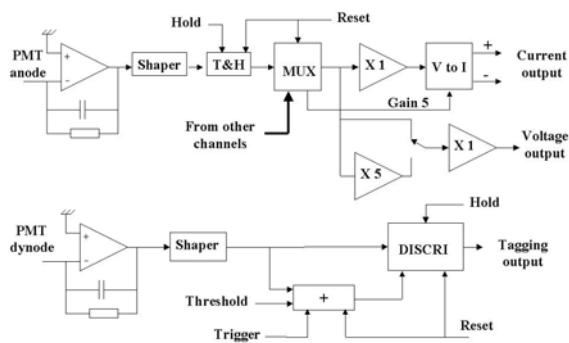 Hold
Reset
PMT
anode
+
-
Shaper
T&H
MUX
X 1
V to I
+
-
Current
output
Gain 5
From other
channels
X 5
X 1
Voltage
output
PMT
dynode
+
-
Shaper
Hold
DISCRI
Tagging
output
Threshold
+
Trigger
Reset